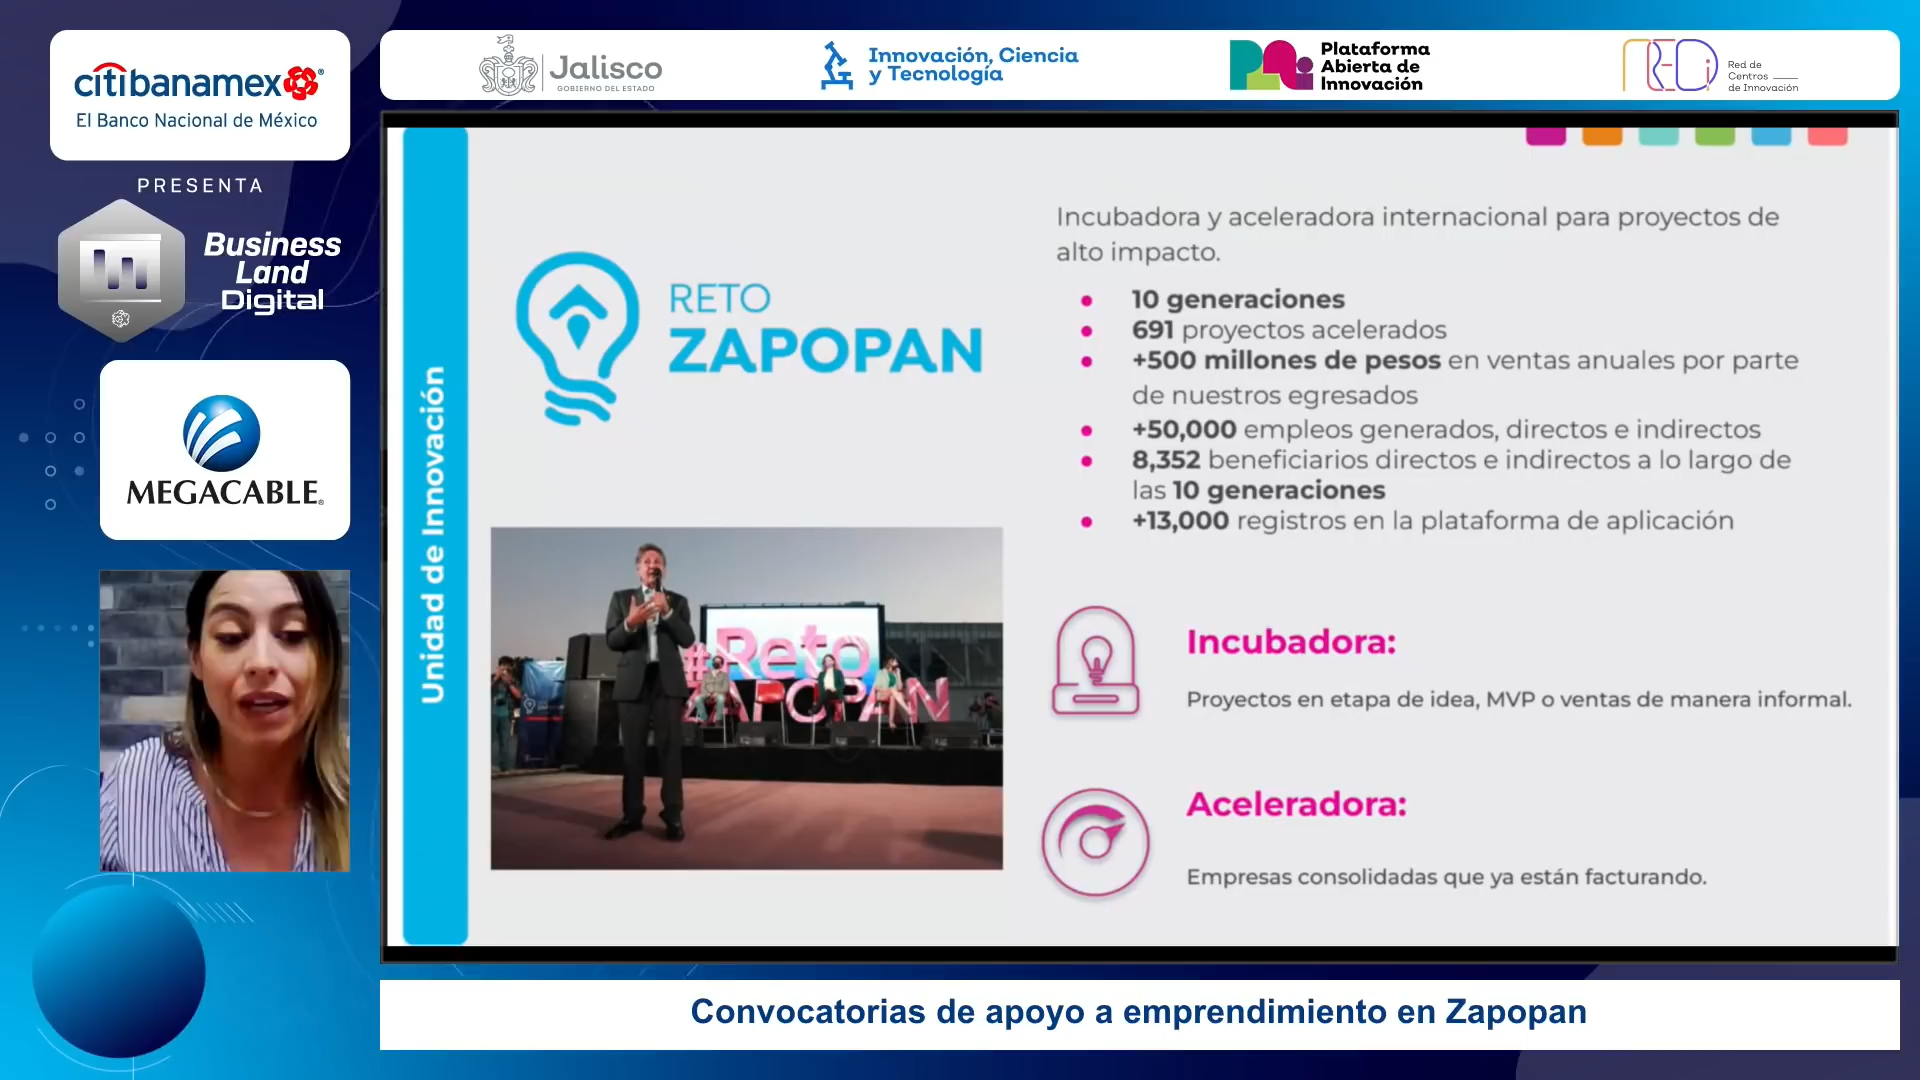 citibanamex
El Banco Nacional de México
PRESENTA
Business
Land
Digital
MEGACABLE
Jalisco
GOBIERNO DEL ESTADO
Innovación, Ciencia
y Tecnología
Plataforma
Abierta de
Innovación
REDi
Red de
Centros
de Innovación
Unidad de Innovación
RETO
ZAPOPAN
#Reto
ZAPOPAN
Incubadora y aceleradora internacional para proyectos de
alto impacto.
10 generaciones
691 proyectos acelerados
+500 millones de pesos en ventas anuales por parte
de nuestros egresados
+50,000 empleos generados, directos e indirectos
8,352 beneficiarios directos e indirectos a lo largo de
las 10 generaciones
+13,000 registros en la plataforma de aplicación
Incubadora:
Proyectos en etapa de idea, MVP o ventas de manera informal.
Aceleradora:
Empresas consolidadas que ya están facturando.
Convocatorias de apoyo a emprendimiento en Zapopan